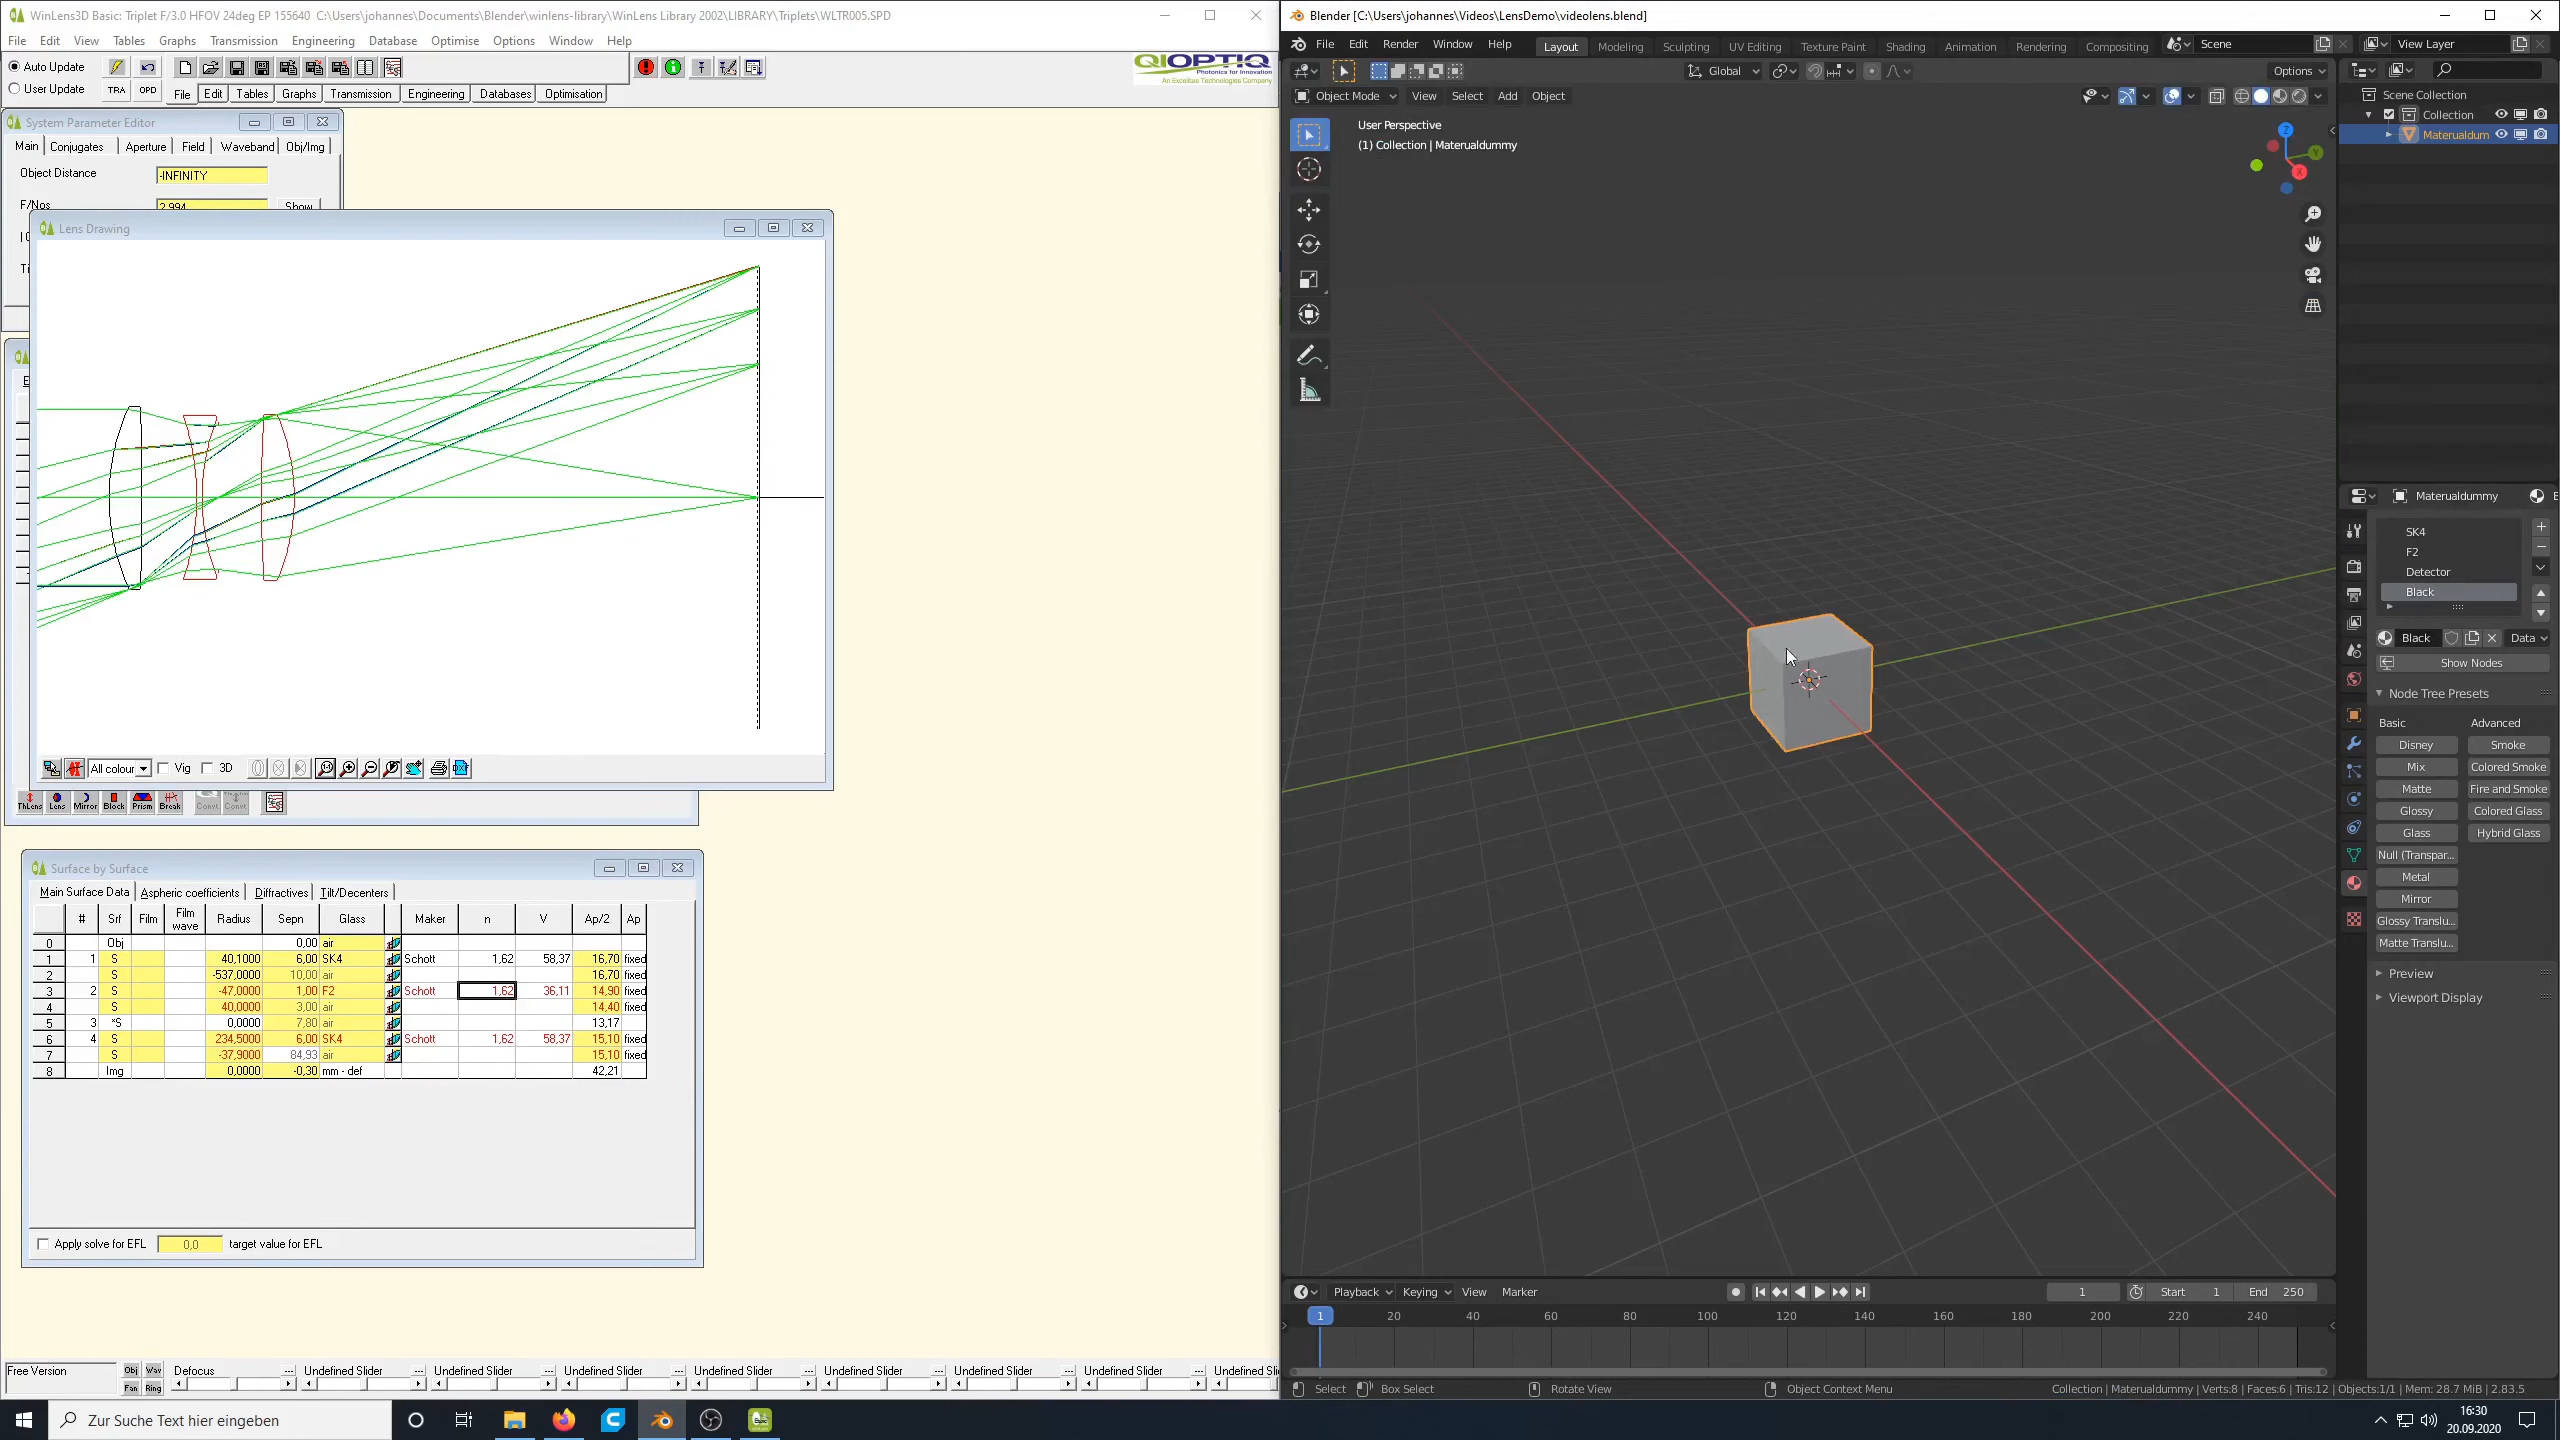 WinLens3D Basic: Triplet F/3.0 HFOV 24deg EP 155640 C:\Users\johannes\Documents\Blender\winlens-library\WinLens Library 2002\LIBRARY\Triplets\WLTR005.SPD
File Edit View Tables Graphs Transmission Engineering Database Optimise Options Window Help
Auto Update
User Update
TRA OPD
File Edit Tables Graphs Transmission Engineering Databases Optimisation
QIOPTIQ
Photonics for Innovation
An Excelitas Technologies Company
System Parameter Editor
Main Conjugates Aperture Field Waveband Obj/Img
Object Distance -INFINITY
F/Nos 2.994 Show
Lens Drawing
All colour Vig 3D
DXF
ThLens Lens Mirror Block Prism Break Convt Convt
Surface by Surface
Main Surface Data Aspheric coefficients Diffractives Tilt/Decenters
# Srf Film Film wave Radius Sepn Glass Maker n V Ap/2 Ap
0 Obj 0,00 air
1 1 S 40,1000 6,00 SK4 Schott 1,62 58,37 16,70 fixed
2 S -537,0000 10,00 air 16,70 fixed
3 2 S -47,0000 1,00 F2 Schott 1,62 36,11 14,90 fixed
4 S 40,0000 3,00 air 14,40 fixed
5 3 *S 0,0000 7,80 air 13,17
6 4 S 234,5000 6,00 SK4 Schott 1,62 58,37 15,10 fixed
7 S -37,9000 84,93 air 15,10 fixed
8 Img 0,0000 -0,30 mm - def 42,21
Apply solve for EFL 0,0 target value for EFL
Free Version
Obj Wav
Fan Ring
Defocus ... Undefined Slider ... Undefined Slider ... Undefined Slider ... Undefined Slider ... Undefined Slider ... Undefined Slider ... Undefined Slider ... Undefined Sli
Blender [C:\Users\johannes\Videos\LensDemo\videolens.blend]
File Edit Render Window Help Layout Modeling Sculpting UV Editing Texture Paint Shading Animation Rendering Compositing Scene View Layer
Global Options
Object Mode View Select Add Object
User Perspective
(1) Collection | Materualdummy
Scene Collection
Collection
Materualdum
Materualdummy
SK4
F2
Detector
Black
Black Data
Show Nodes
Node Tree Presets
Basic Advanced
Disney Smoke
Mix Colored Smoke
Matte Fire and Smoke
Glossy Colored Glass
Glass Hybrid Glass
Null (Transpar...
Metal
Mirror
Glossy Translu...
Matte Translu...
Preview
Viewport Display
Playback Keying View Marker 1 Start 1 End 250
1 20 40 60 80 100 120 140 160 180 200 220 240
Select Box Select Rotate View Object Context Menu
Collection | Materualdummy | Verts:8 | Faces:6 | Tris:12 | Objects:1/1 | Mem: 28.7 MiB | 2.83.5
Zur Suche Text hier eingeben
16:30
20.09.2020